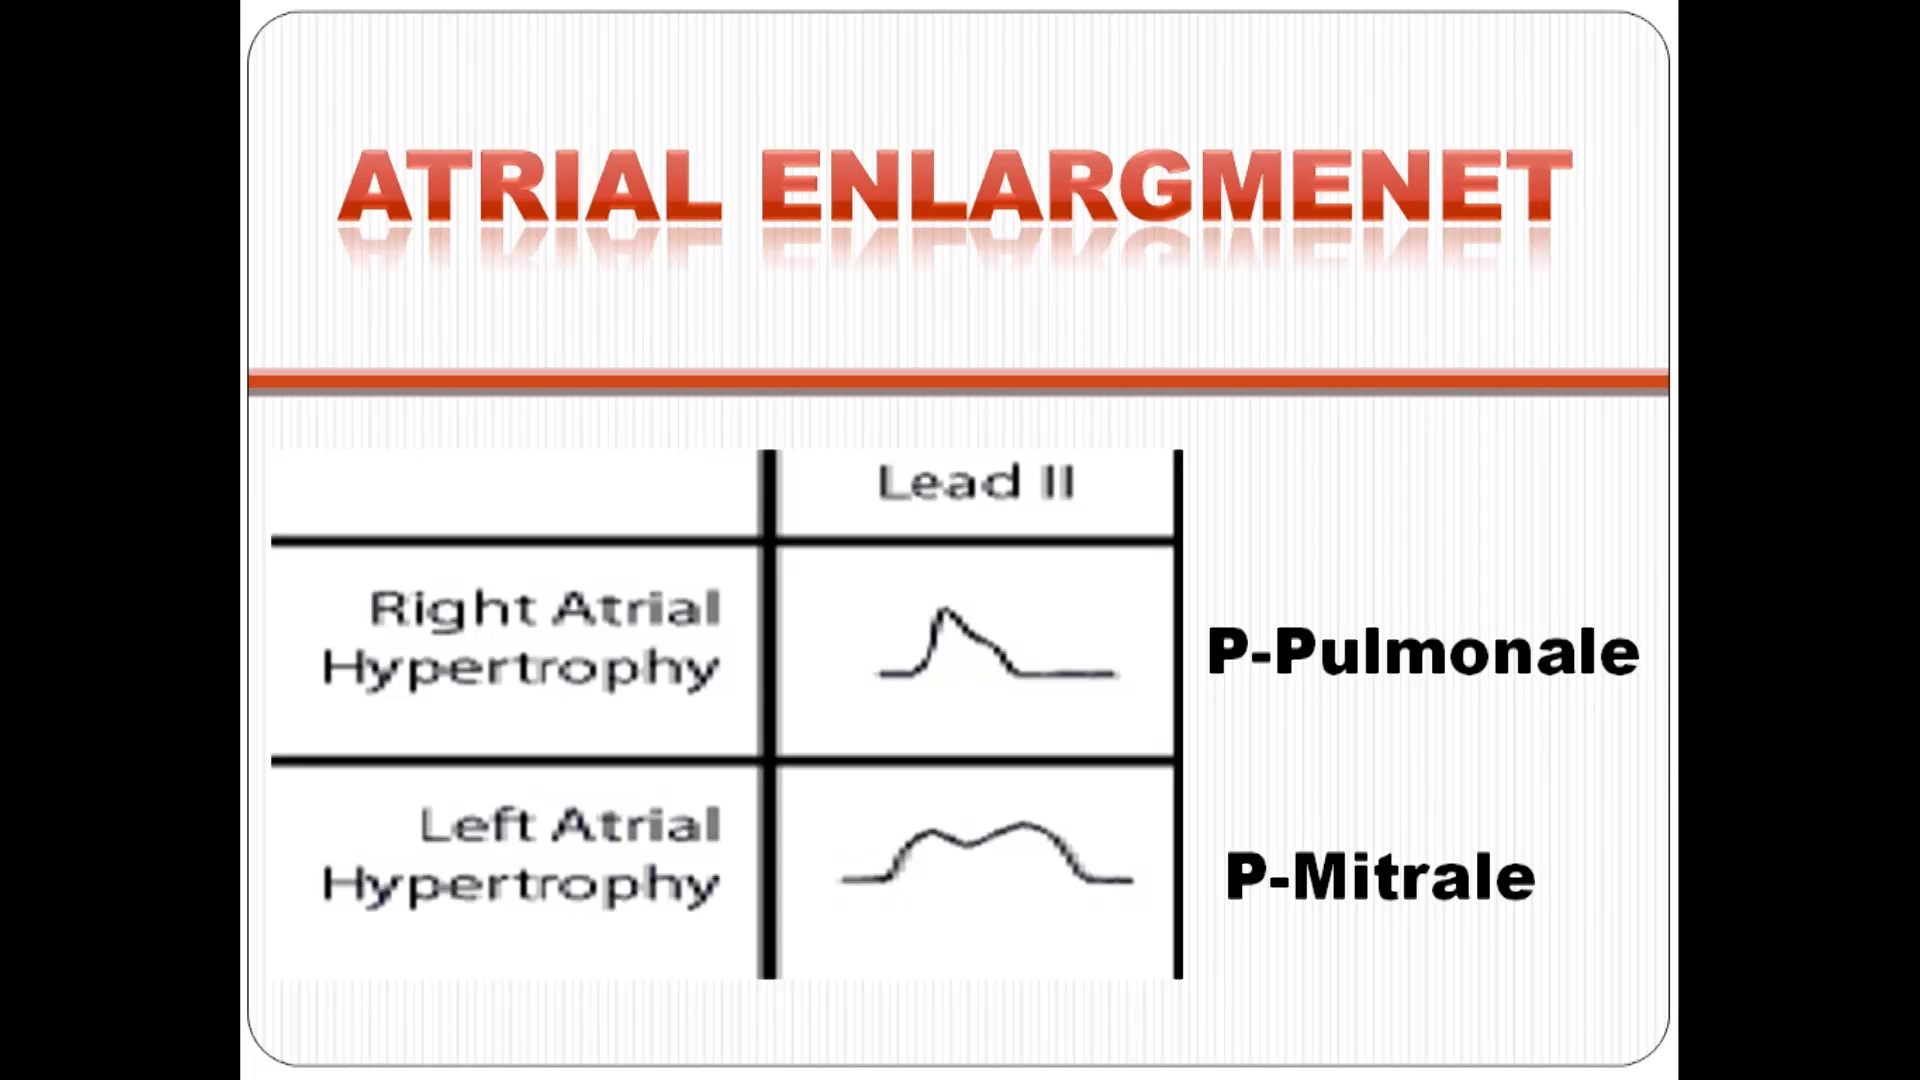 ATRIAL ENLARGMENET
Lead II
Right Atrial
Hypertrophy
P-Pulmonale
Left Atrial
Hypertrophy
P-Mitrale